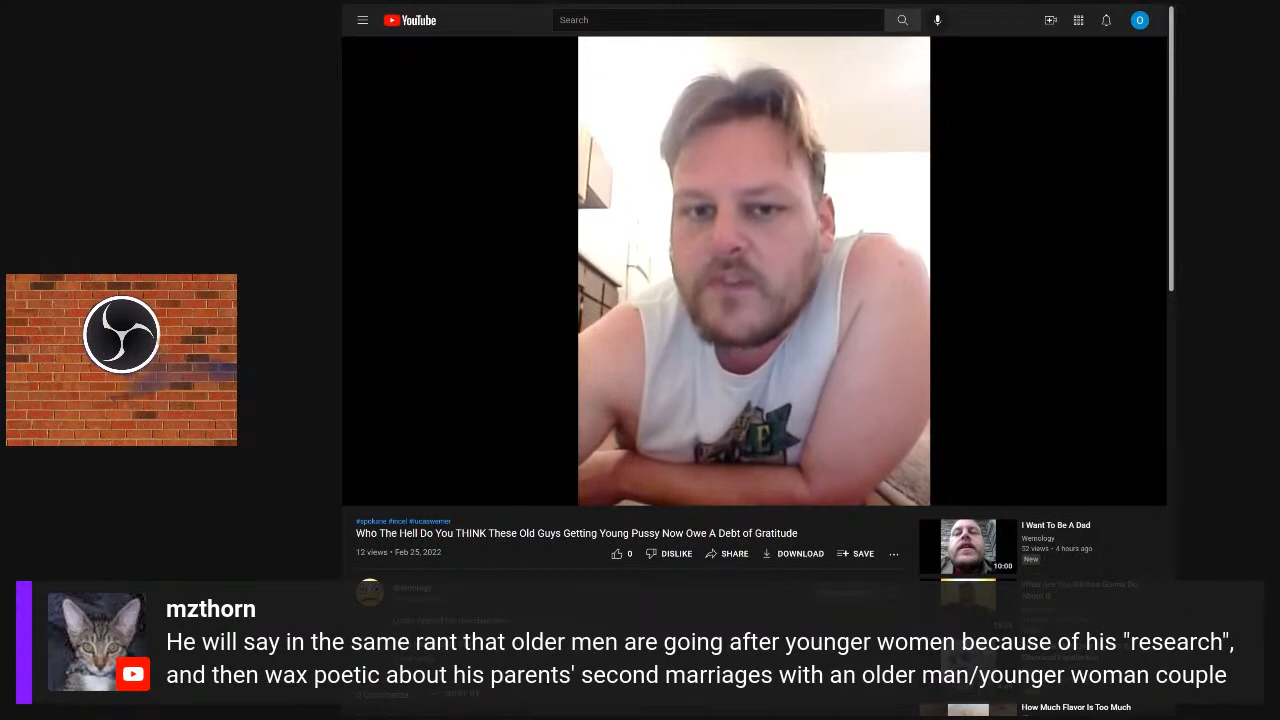 YouTube
Search
O
#spokane #incel #lucaswerner
Who The Hell Do You THINK These Old Guys Getting Young Pussy Now Owe A Debt of Gratitude
12 views • Feb 25, 2022
0
DISLIKE
SHARE
DOWNLOAD
SAVE
I Want To Be A Dad
Wernology
52 views • 4 hours ago
New
10:00
Wernology
mzthorn
He will say in the same rant that older men are going after younger women because of his "research",
and then wax poetic about his parents' second marriages with an older man/younger woman couple
How Much Flavor Is Too Much